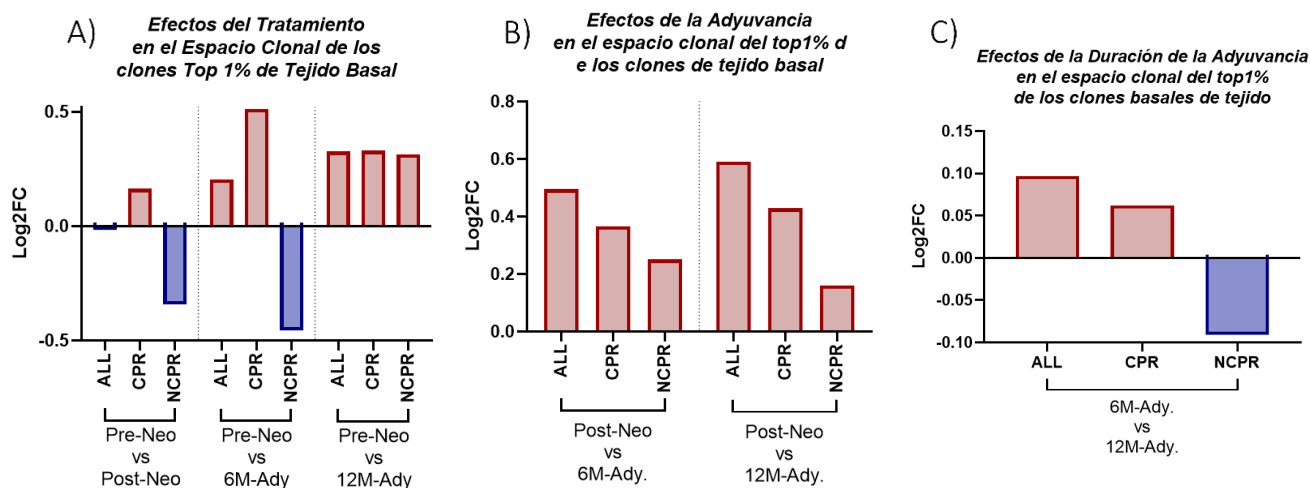 A)
Efectos del Tratamiento
en el Espacio Clonal de los
clones Top 1% de Tejido Basal
Log2FC
0.5
0.0
-0.5
ALL
CPR
NCPR
ALL
CPR
NCPR
ALL
CPR
NCPR
Pre-Neo
vs
Post-Neo
Pre-Neo
vs
6M-Ady
Pre-Neo
vs
12M-Ady
B)
Efectos de la Adyuvancia
en el espacio clonal del top1% d
e los clones de tejido basal
Log2FC
0.8
0.6
0.4
0.2
0.0
ALL
CPR
NCPR
ALL
CPR
NCPR
Post-Neo
vs
6M-Ady.
Post-Neo
vs
12M-Ady.
C)
Efectos de la Duración de la Adyuvancia
en el espacio clonal del top1%
de los clones basales de tejido
Log2FC
0.15
0.10
0.05
0.00
-0.05
-0.10
ALL
CPR
NCPR
6M-Ady.
vs
12M-Ady.